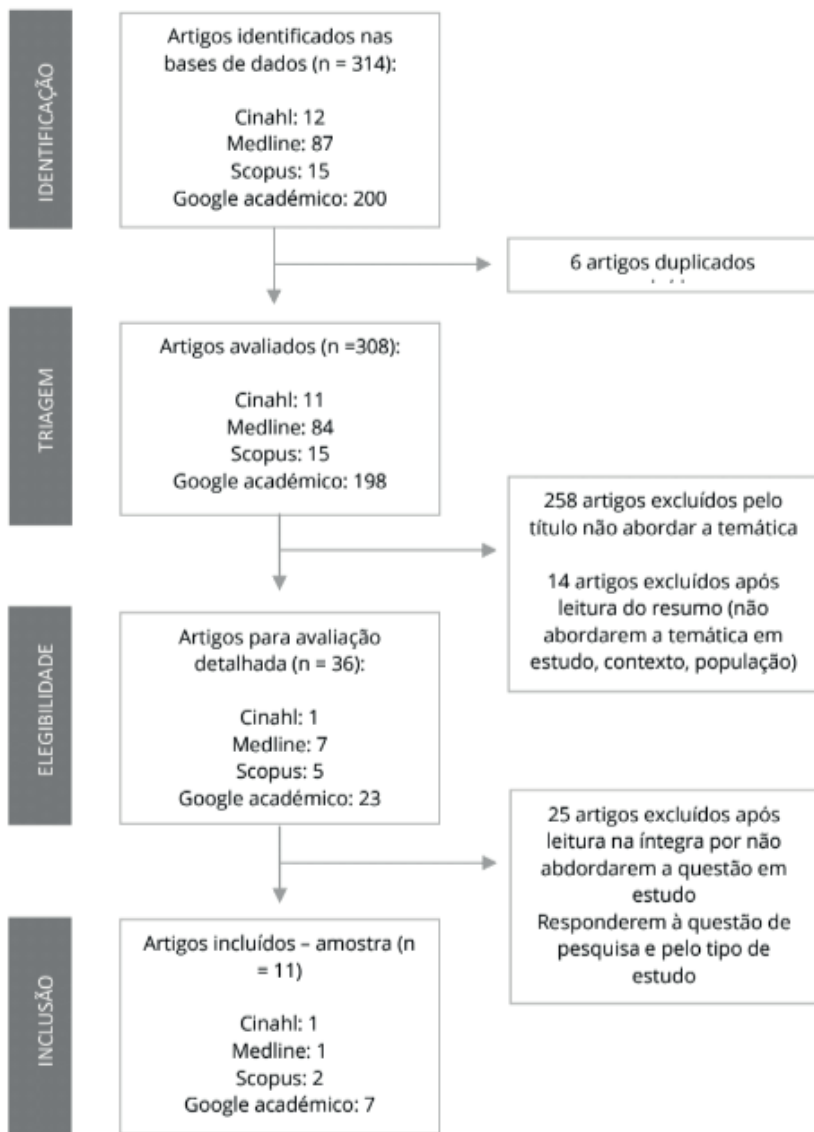 IDENTIFICAÇÃO
Artigos identificados nas
bases de dados (n = 314):
Cinahl: 12
Medline: 87
Scopus: 15
Google académico: 200
6 artigos duplicados
TRIAGEM
Artigos avaliados (n =308):
Cinahl: 11
Medline: 84
Scopus: 15
Google académico: 198
258 artigos excluídos pelo
título não abordar a temática
14 artigos excluídos após
leitura do resumo (não
abordarem a temática em
estudo, contexto, população)
ELEGIBILIDADE
Artigos para avaliação
detalhada (n = 36):
Cinahl: 1
Medline: 7
Scopus: 5
Google académico: 23
25 artigos excluídos após
leitura na íntegra por não
abdordarem a questão em
estudo
Responderem à questão de
pesquisa e pelo tipo de
estudo
INCLUSÃO
Artigos incluídos – amostra (n
= 11)
Cinahl: 1
Medline: 1
Scopus: 2
Google académico: 7